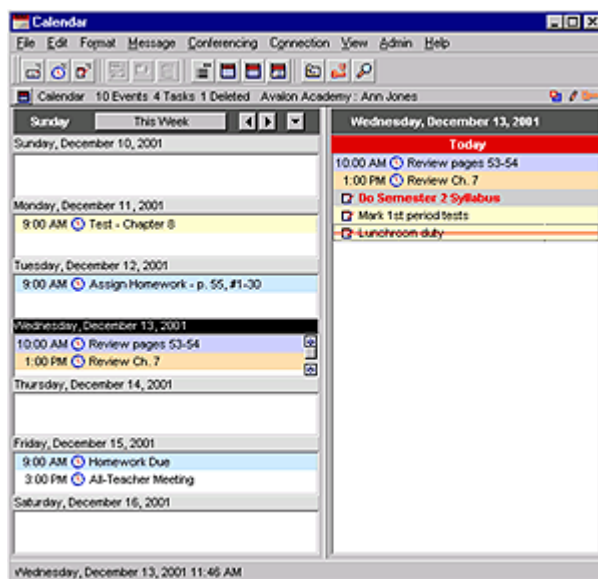 Calendar
File Edit Format Message Conferencing Connection View Admin Help
Calendar 10 Events 4 Tasks 1 Deleted Avalon Academy : Ann Jones
Sunday This Week
Sunday, December 10, 2001
Monday, December 11, 2001
9:00 AM Test - Chapter 8
Tuesday, December 12, 2001
9:00 AM Assign Homework - p. 55, #1-30
Wednesday, December 13, 2001
10:00 AM Review pages 53-54
1:00 PM Review Ch. 7
Thursday, December 14, 2001
Friday, December 15, 2001
9:00 AM Homework Due
3:00 PM All-Teacher Meeting
Saturday, December 16, 2001
Wednesday, December 13, 2001
Today
10:00 AM Review pages 53-54
1:00 PM Review Ch. 7
Do Semester 2 Syllabus
Mark 1st period tests
Lunchroom duty
Wednesday, December 13, 2001 11:46 AM